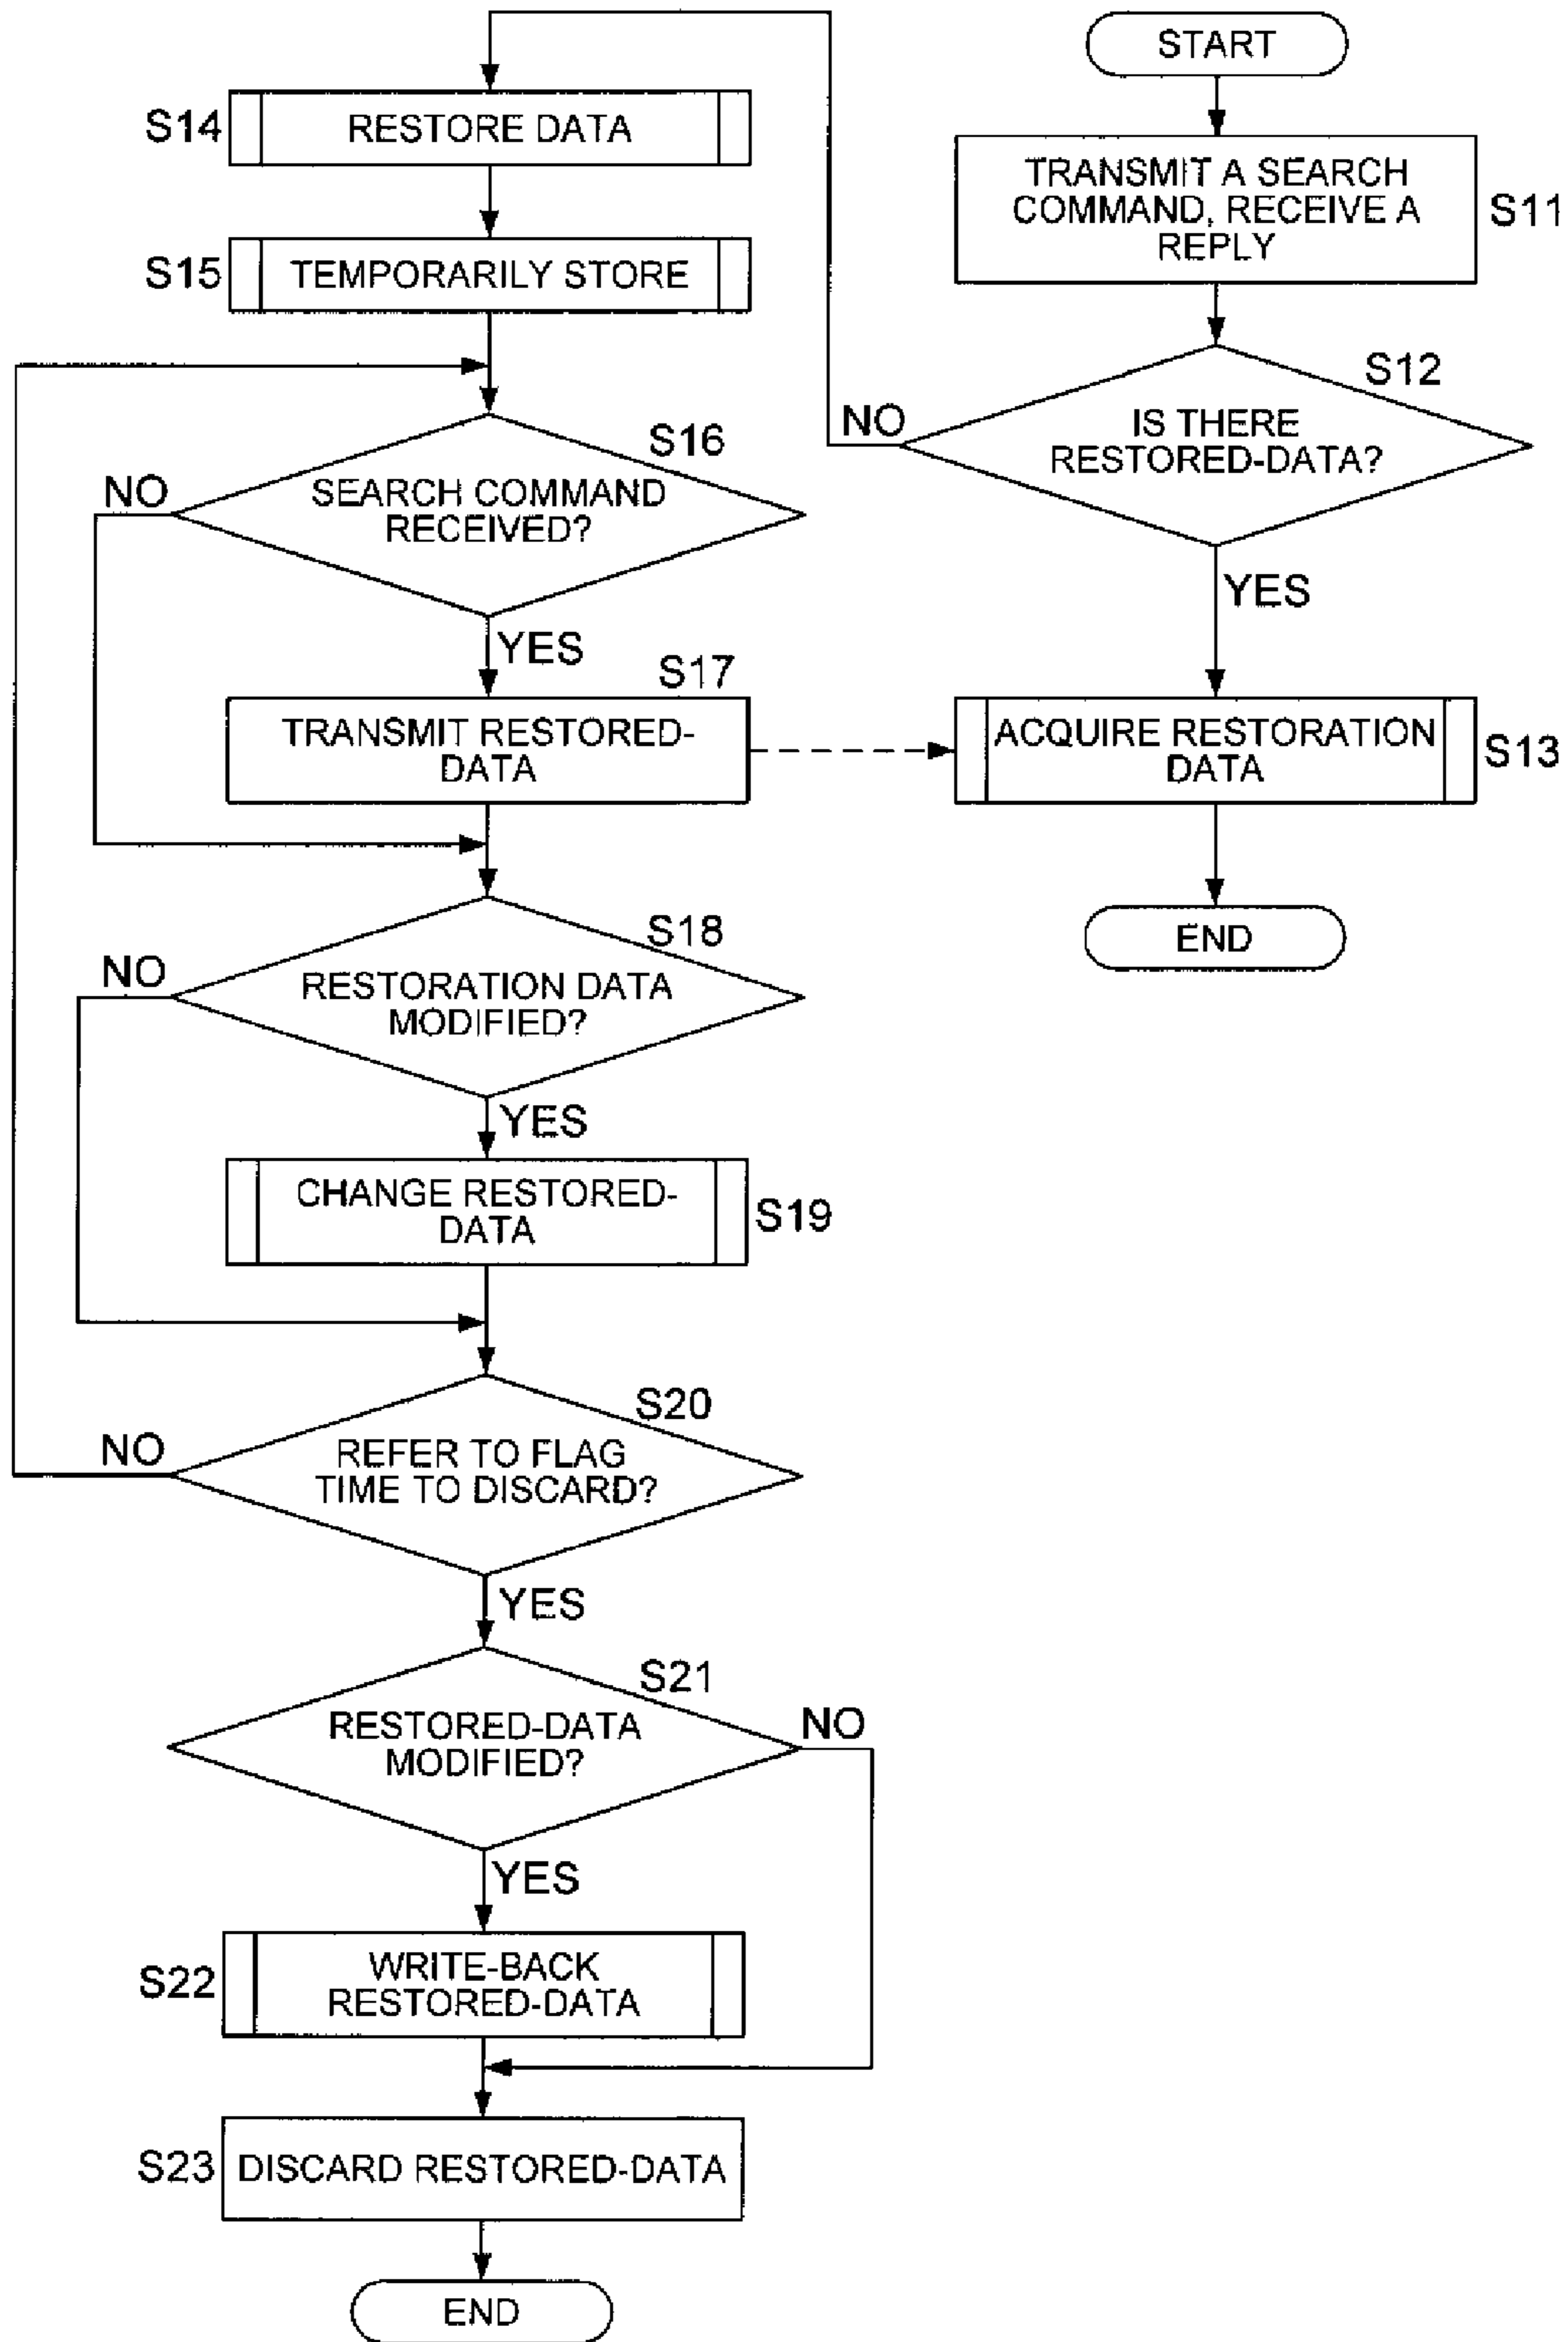 START
TRANSMIT A SEARCH
COMMAND, RECEIVE A
REPLY
S11
S12
IS THERE
RESTORED-DATA?
NO
YES
ACQUIRE RESTORATION
DATA
S13
END
S14
RESTORE DATA
S15
TEMPORARILY STORE
S16
SEARCH COMMAND
RECEIVED?
NO
YES
S17
TRANSMIT RESTORED-
DATA
S18
RESTORATION DATA
MODIFIED?
NO
YES
CHANGE RESTORED-
DATA
S19
S20
REFER TO FLAG
TIME TO DISCARD?
NO
YES
S21
RESTORED-DATA
MODIFIED?
NO
YES
S22
WRITE-BACK
RESTORED-DATA
S23
DISCARD RESTORED-DATA
END